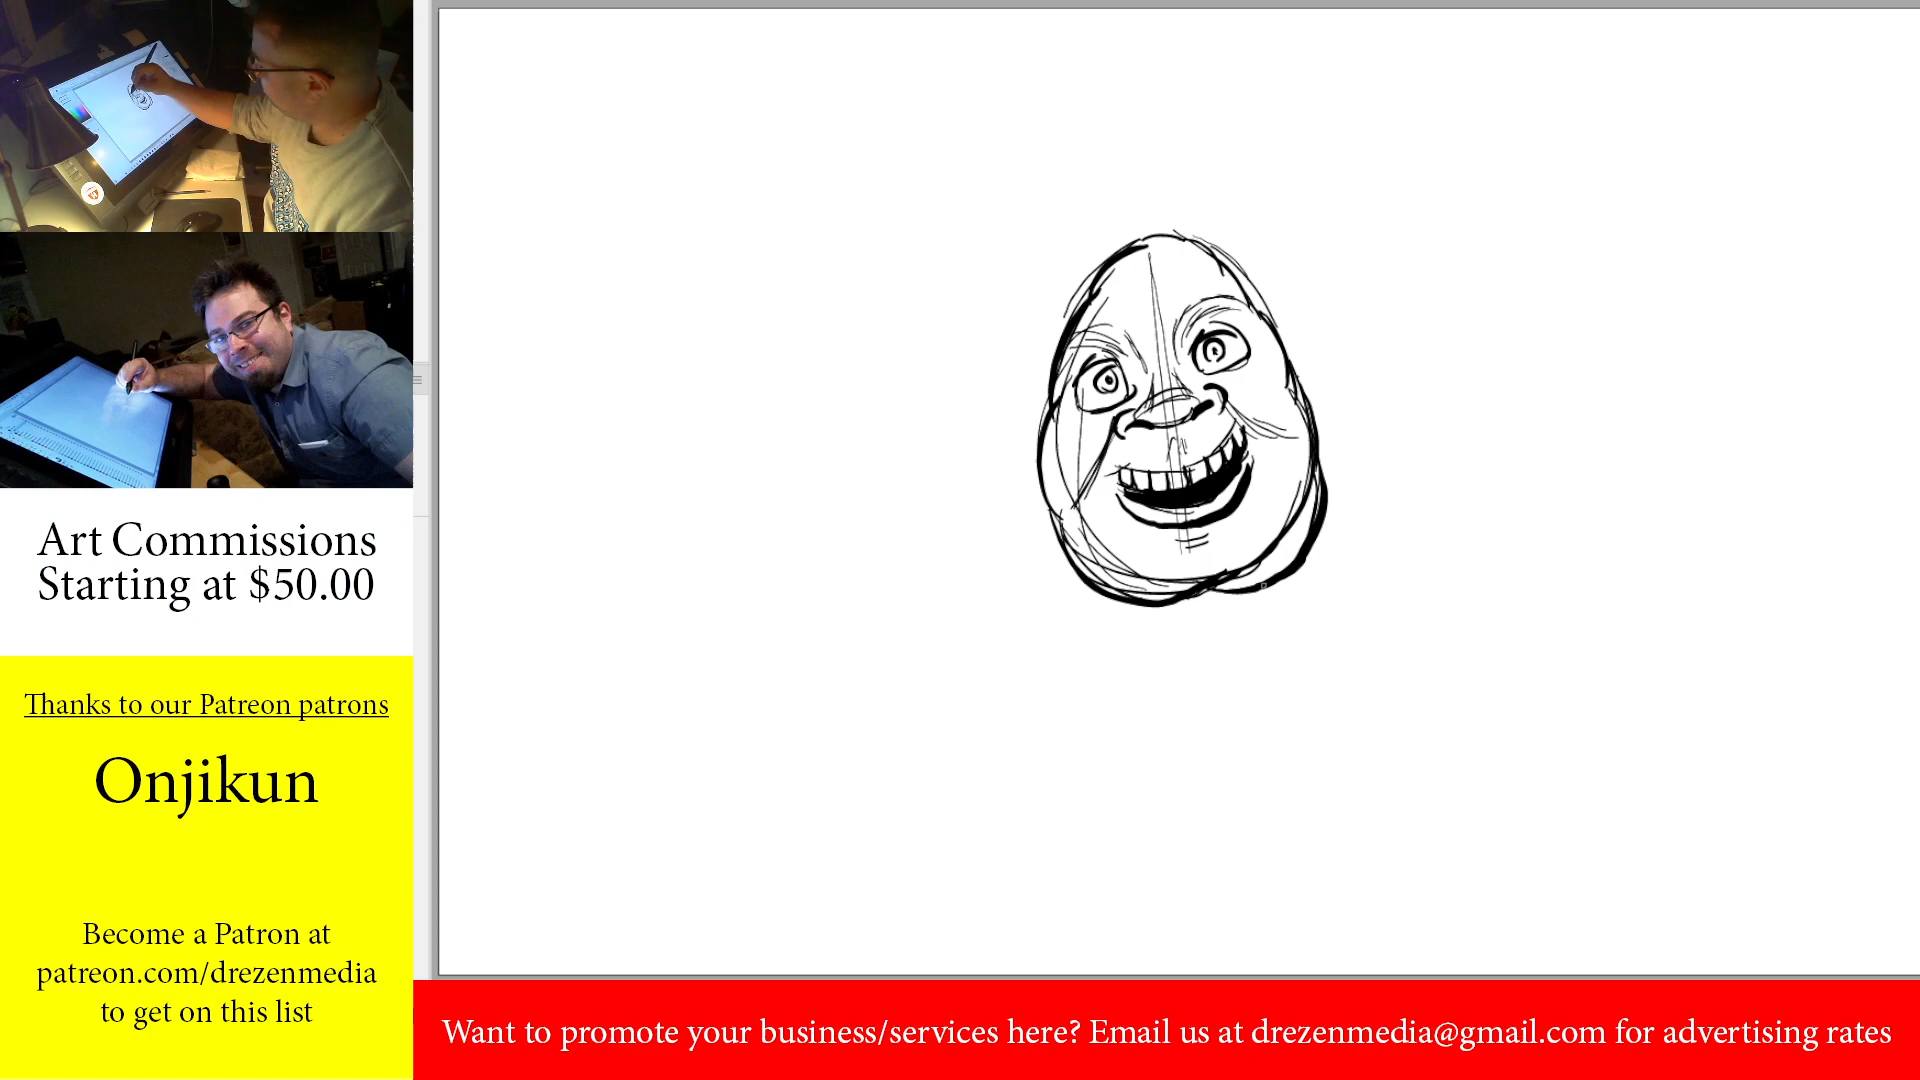 Art Commissions
Starting at $50.00
Thanks to our Patreon patrons
Onjikun
Become a Patron at
patreon.com/drezenmedia
to get on this list
Want to promote your business/services here? Email us at drezenmedia@gmail.com for advertising rates